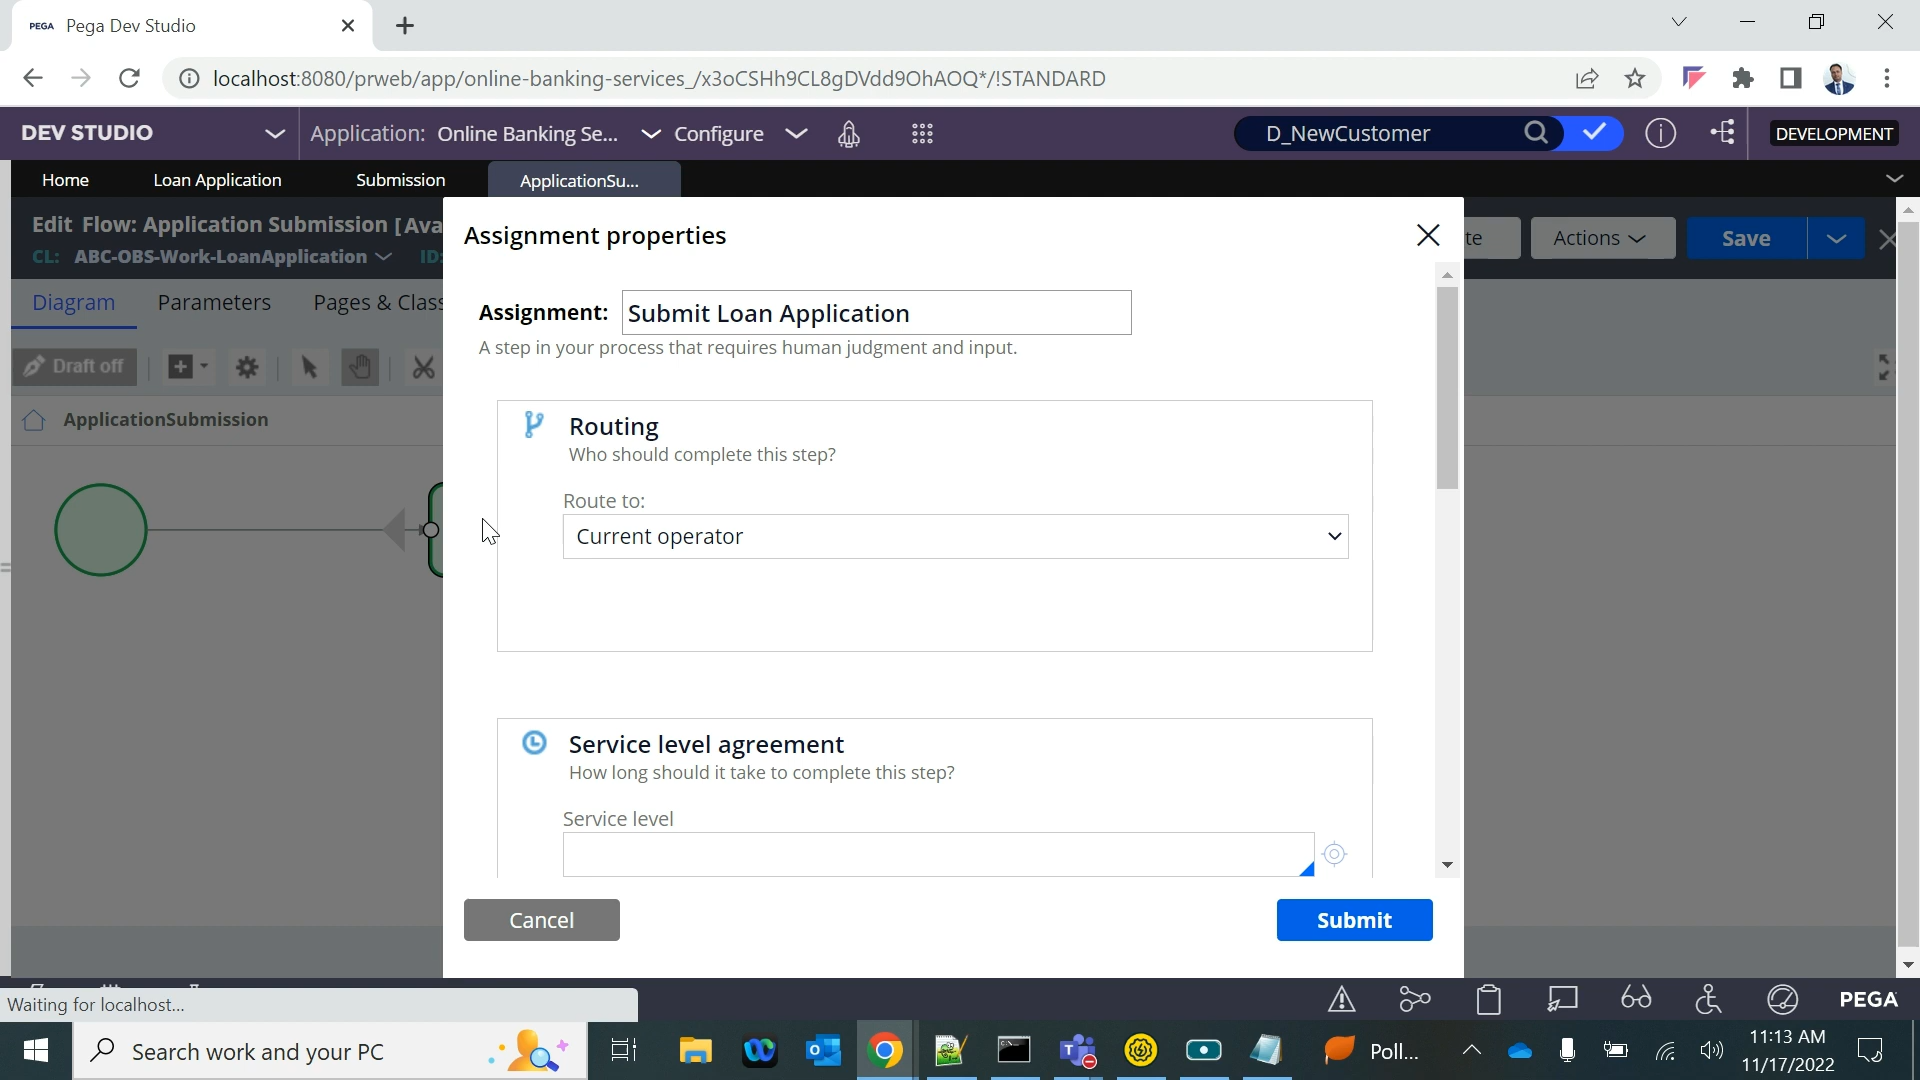 PEGA Pega Dev Studio
localhost:8080/prweb/app/online-banking-services_/x3oCSHh9CL8gDVdd9OhAOQ*/!STANDARD
DEV STUDIO Application: Online Banking Se... Configure D_NewCustomer DEVELOPMENT
Home Loan Application Submission ApplicationSu...
Edit Flow: Application Submission [Ava
CL: ABC-OBS-Work-LoanApplication ID:
te Actions Save
Diagram Parameters Pages & Class
Draft off
ApplicationSubmission
Assignment properties
Assignment: Submit Loan Application
A step in your process that requires human judgment and input.
Routing
Who should complete this step?
Route to:
Current operator
Service level agreement
How long should it take to complete this step?
Service level
Cancel Submit
Waiting for localhost...
PEGA
Search work and your PC
Poll...
11:13 AM
11/17/2022